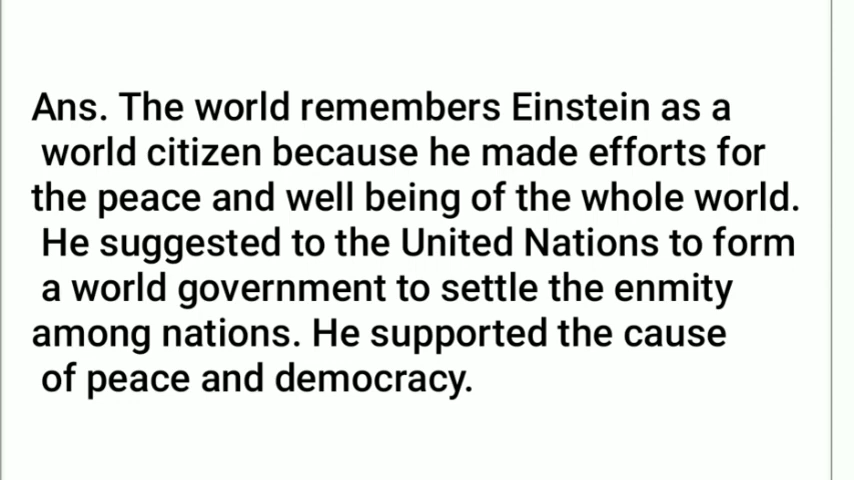 Ans. The world remembers Einstein as a
world citizen because he made efforts for
the peace and well being of the whole world.
He suggested to the United Nations to form
a world government to settle the enmity
among nations. He supported the cause
of peace and democracy.